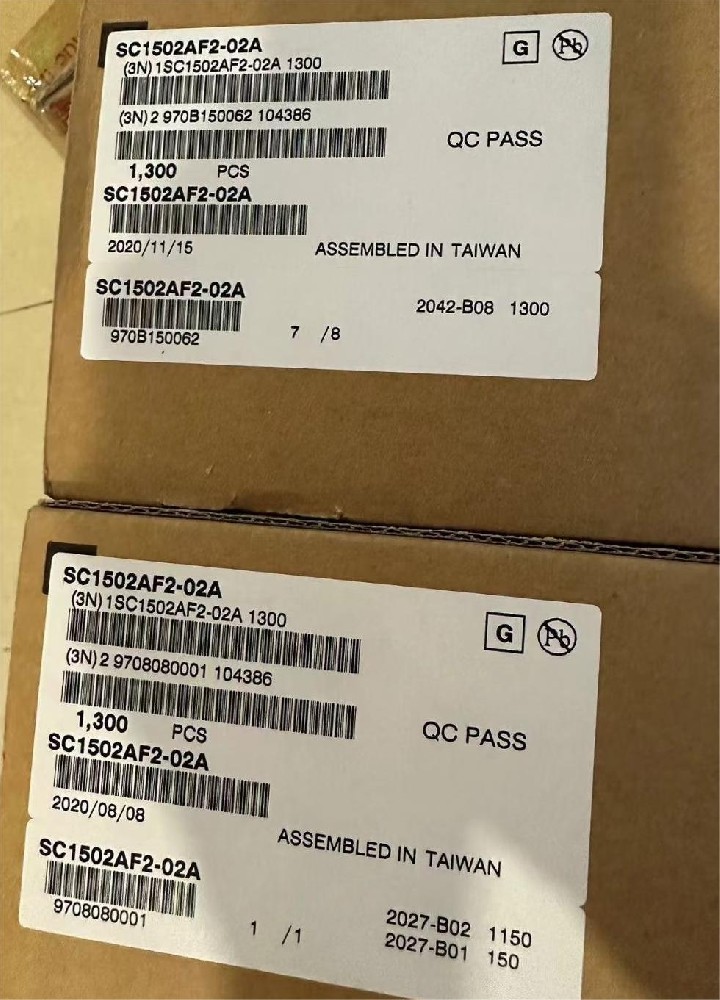 SC1502AF2-02A
(3N) 1SC1502AF2-02A 1300
G Pb
(3N) 2 970B150062 104386
QC PASS
1,300 PCS
SC1502AF2-02A
2020/11/15 ASSEMBLED IN TAIWAN
SC1502AF2-02A
2042-B08 1300
970B150062 7 /8
SC1502AF2-02A
(3N) 1SC1502AF2-02A 1300
G Pb
(3N) 2 9708080001 104386
1,300 PCS
QC PASS
SC1502AF2-02A
2020/08/08
ASSEMBLED IN TAIWAN
SC1502AF2-02A
9708080001 1 /1
2027-B02 1150
2027-B01 150